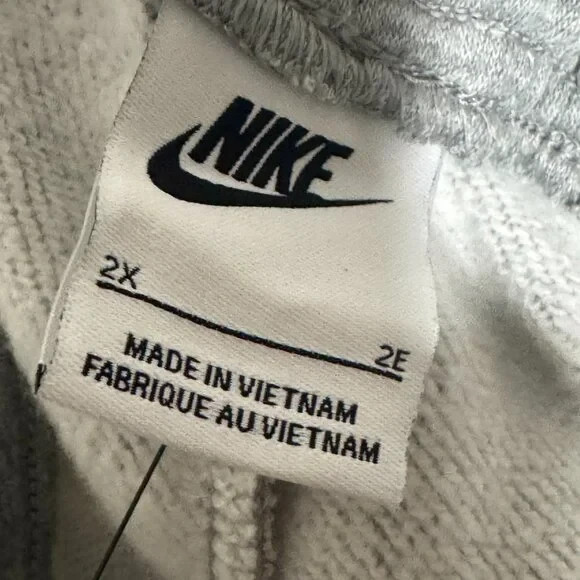 NIKE
2X
2E
MADE IN VIETNAM
FABRIQUE AU VIETNAM